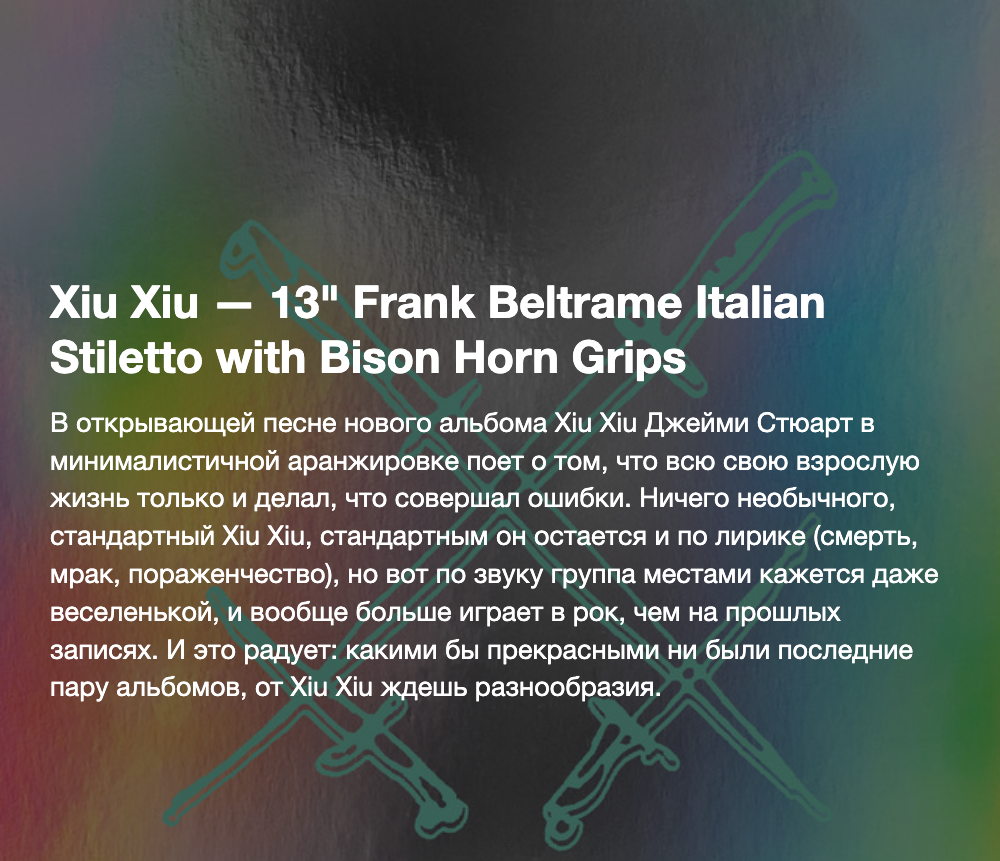 Xiu Xiu — 13" Frank Beltrame Italian
Stiletto with Bison Horn Grips
В открывающей песне нового альбома Xiu Xiu Джейми Стюарт в
минималистичной аранжировке поет о том, что всю свою взрослую
жизнь только и делал, что совершал ошибки. Ничего необычного,
стандартный Xiu Xiu, стандартным он остается и по лирике (смерть,
мрак, пораженчество), но вот по звуку группа местами кажется даже
веселенькой, и вообще больше играет в рок, чем на прошлых
записях. И это радует: какими бы прекрасными ни были последние
пару альбомов, от Xiu Xiu ждешь разнообразия.